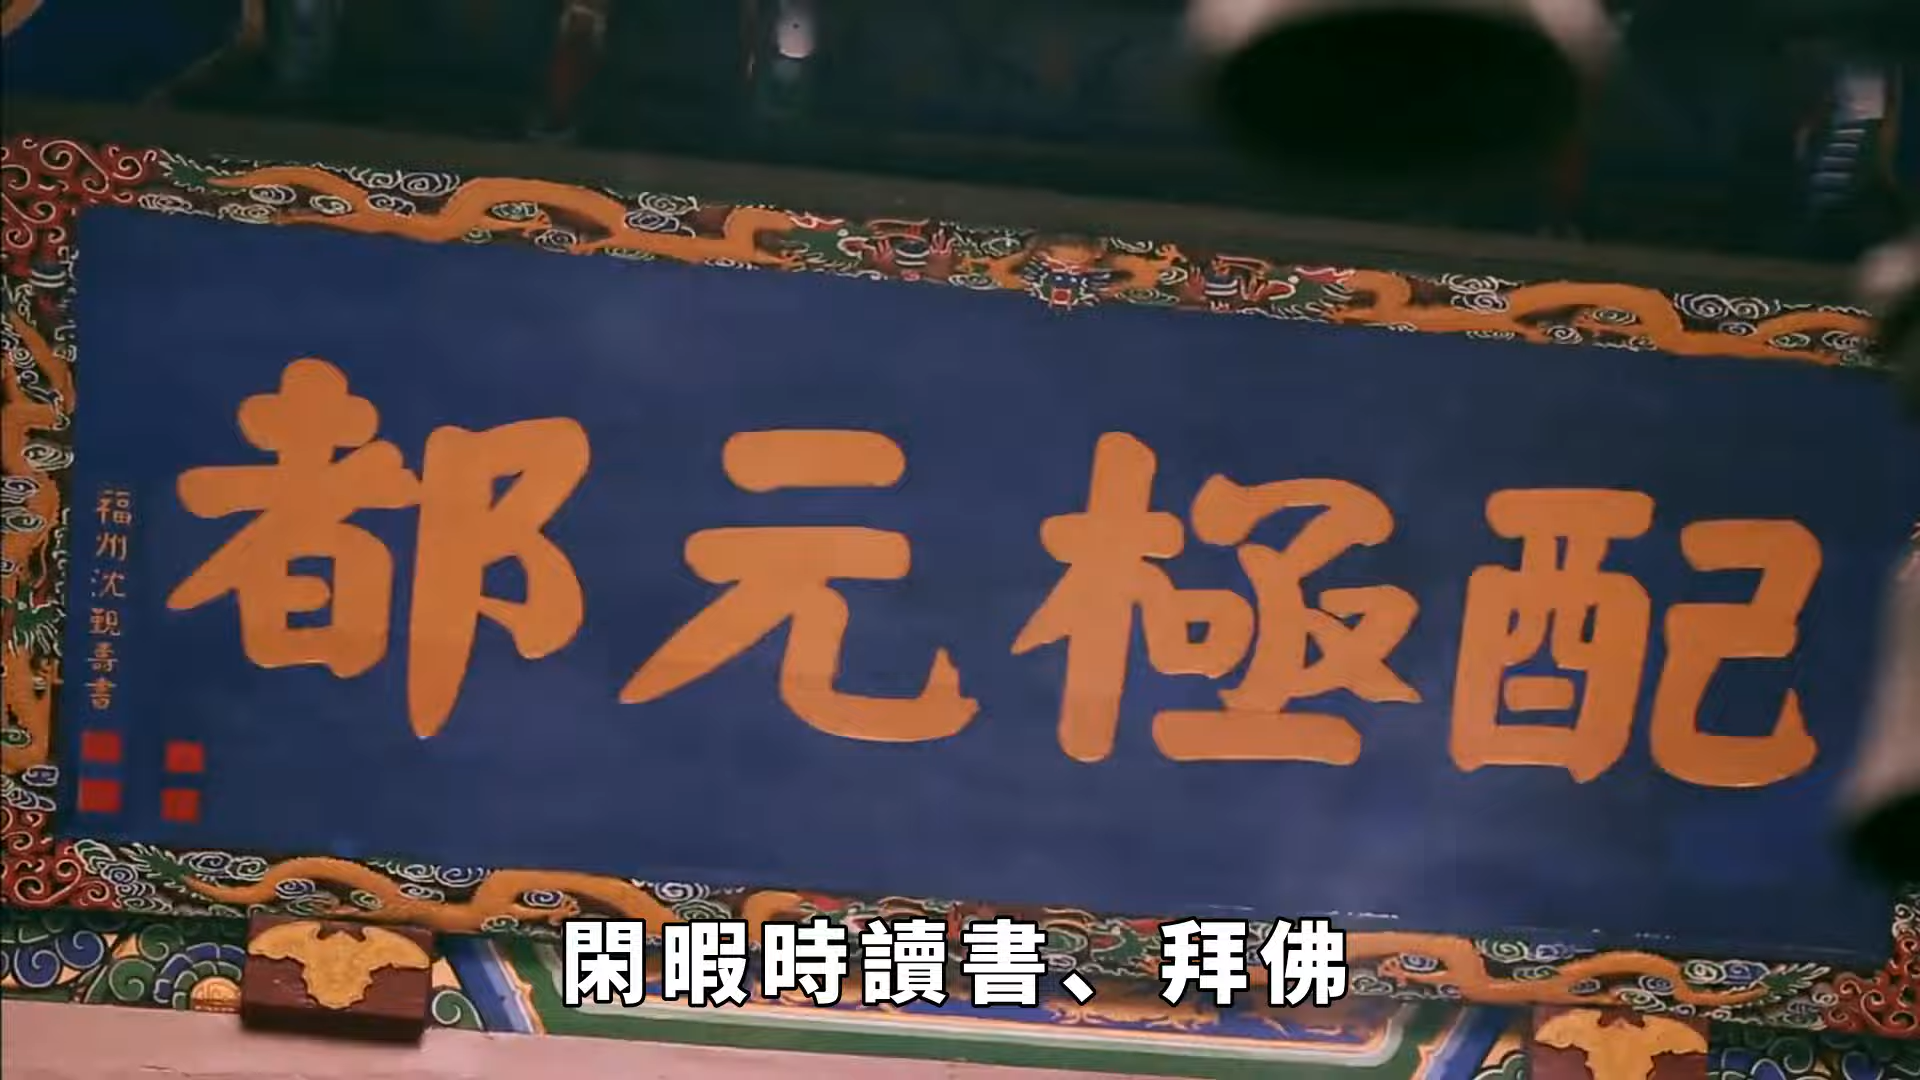 配極元都
福州沈覲壽書
閑暇時讀書、拜佛